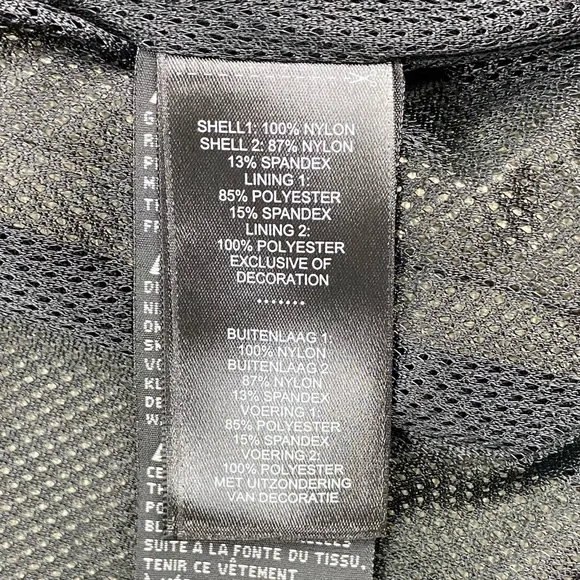 SHELL1: 100% NYLON
SHELL 2: 87% NYLON
13% SPANDEX
LINING 1:
85% POLYESTER
15% SPANDEX
LINING 2:
100% POLYESTER
EXCLUSIVE OF
DECORATION
.......
BUITENLAAG 1:
100% NYLON
BUITENLAAG 2:
87% NYLON
13% SPANDEX
VOERING 1:
85% POLYESTER
15% SPANDEX
VOERING 2:
100% POLYESTER
MET UITZONDERING
VAN DECORATIE
SUITE À LA FONTE DU TISSU.
TENIR CE VÊTEMENT